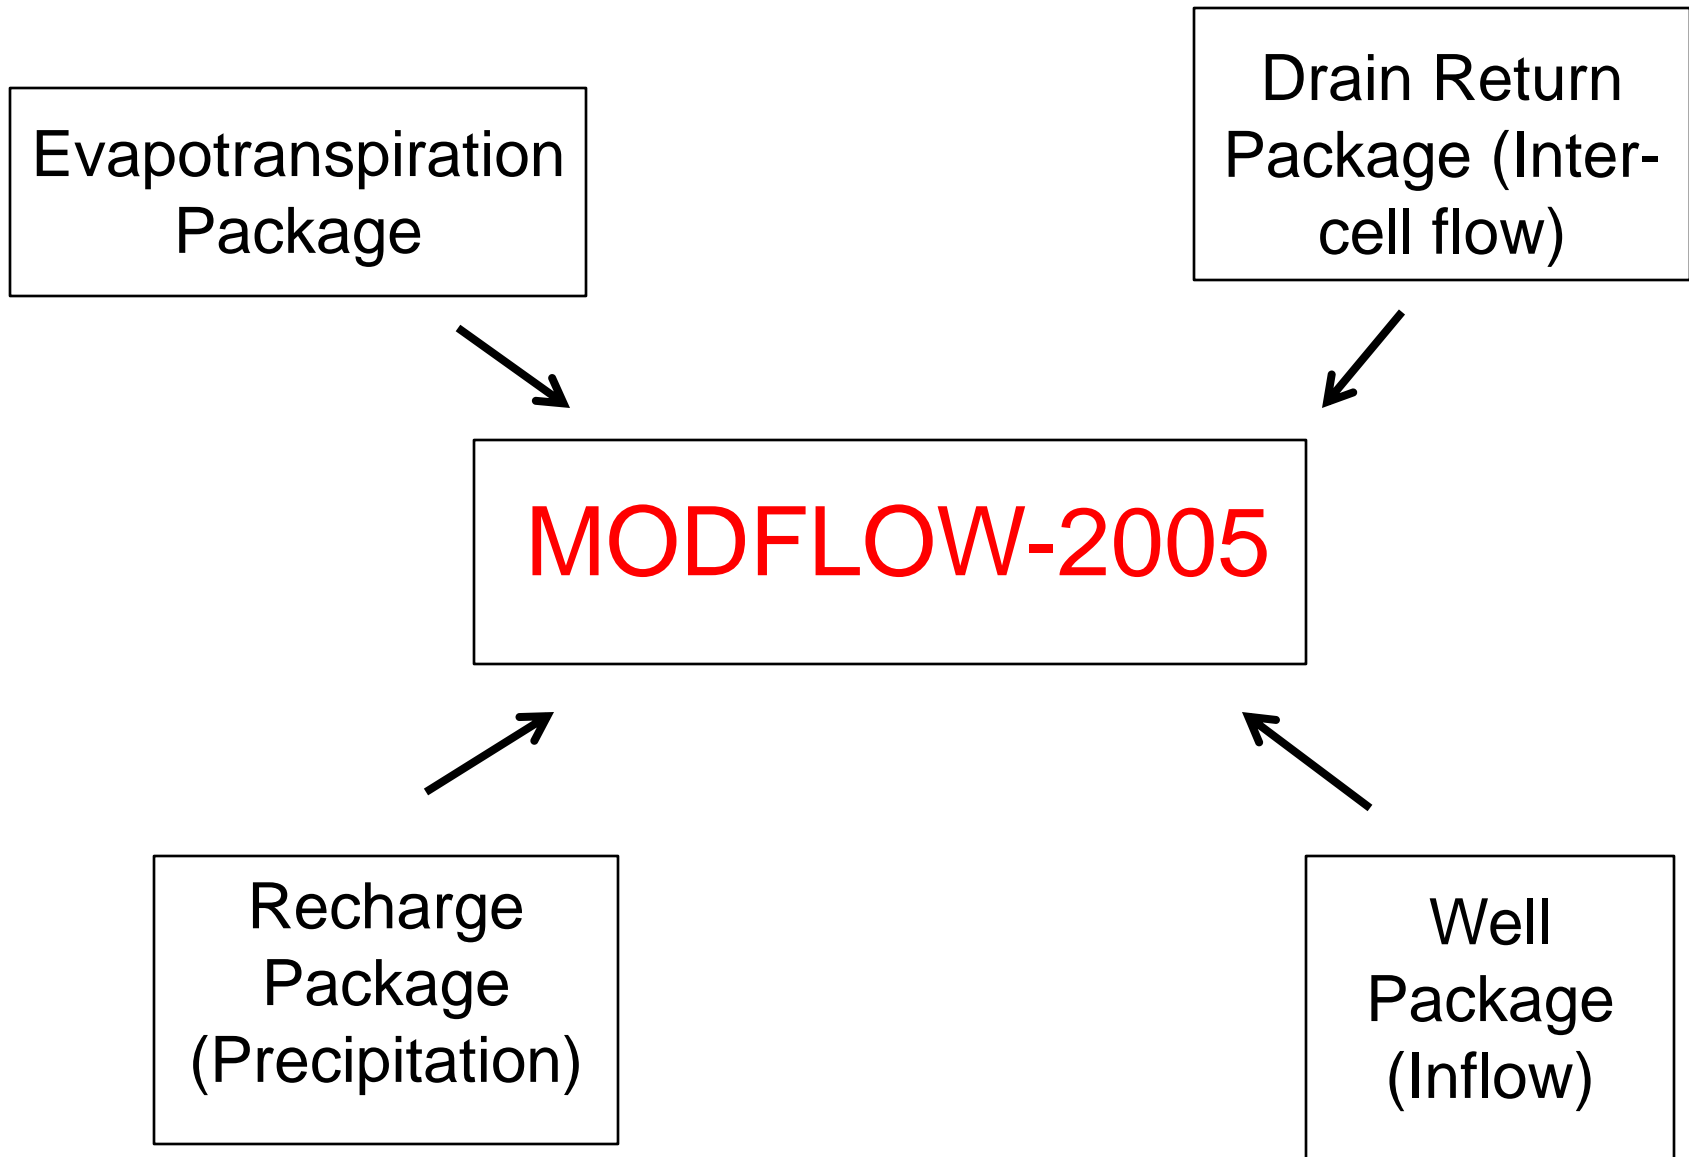 Evapotranspiration
Package
Drain Return
Package (Inter-
cell flow)
MODFLOW-2005
Recharge
Package
(Precipitation)
Well
Package
(Inflow)